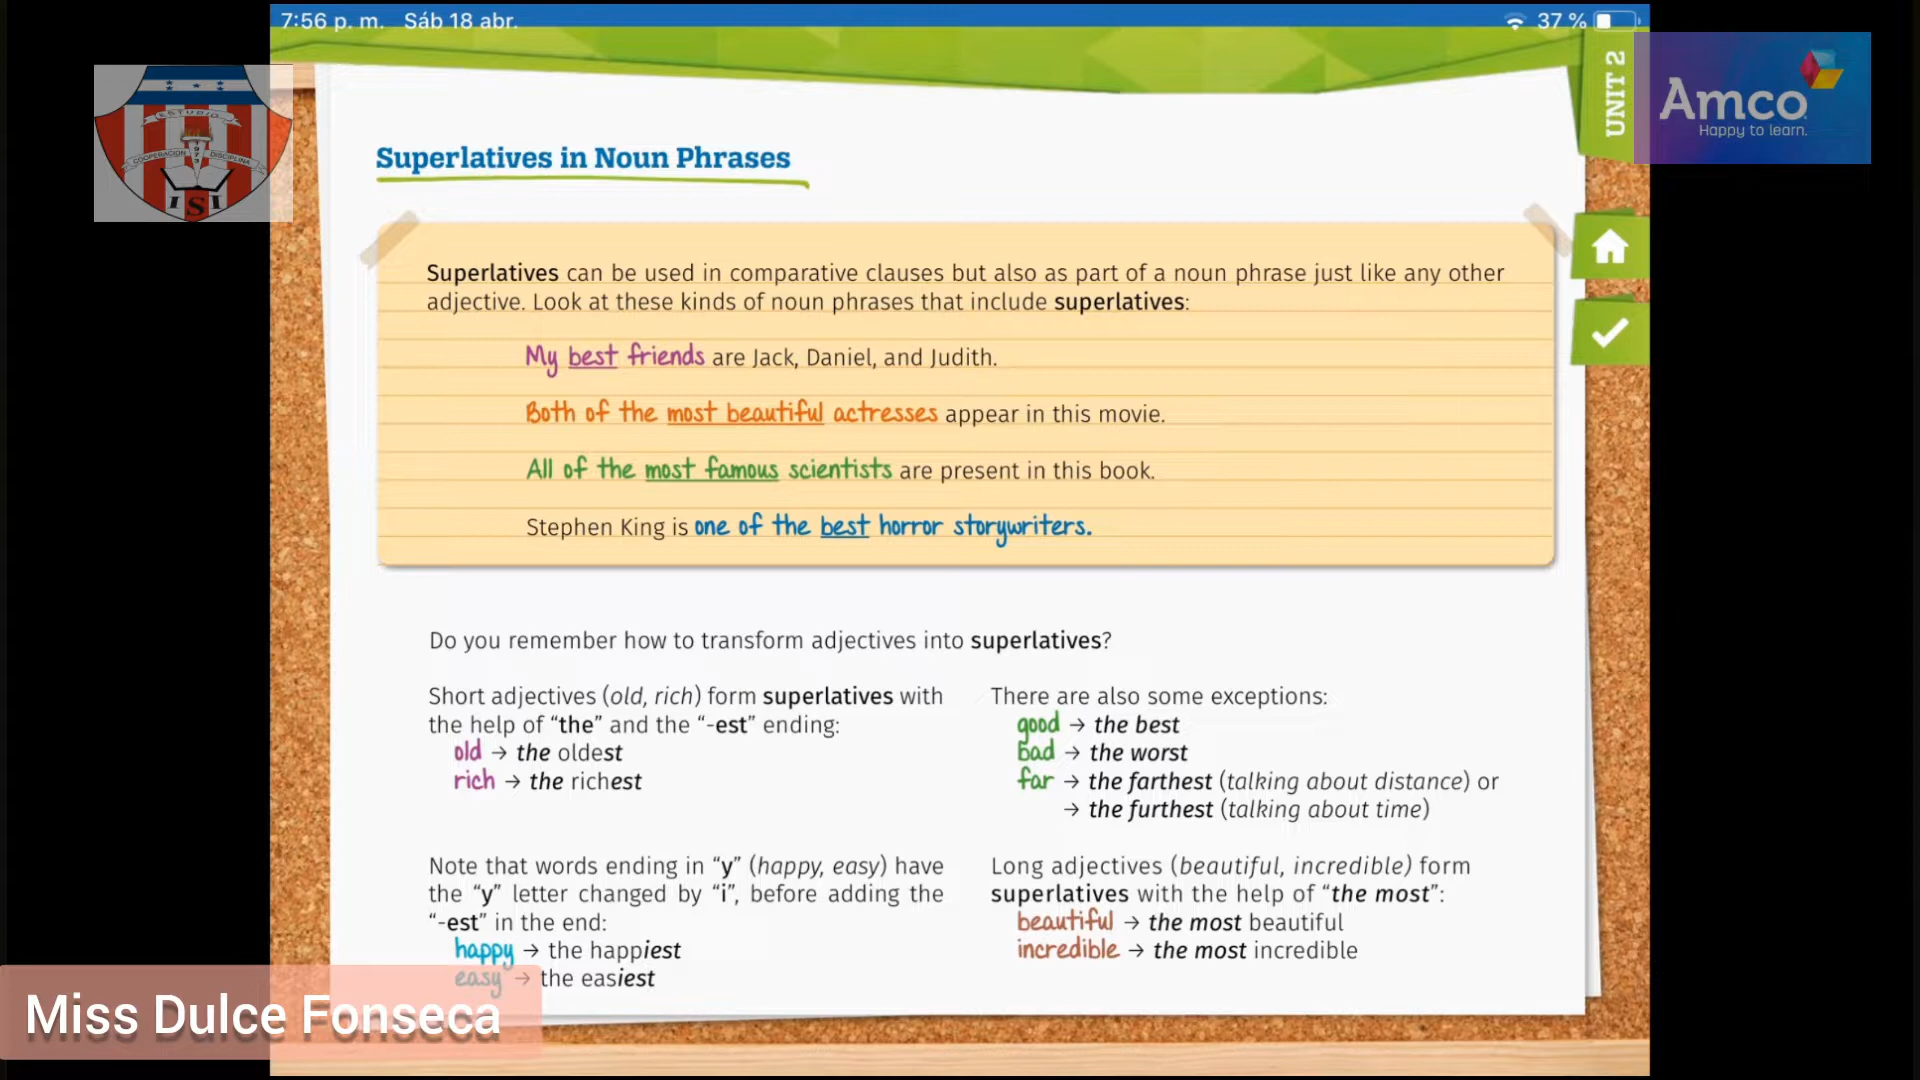 7:56 p. m. Sáb 18 abr.
37 %
UNIT 2
Amco
Happy to learn.
ESTUDIO
COOPERACION
DISCIPLINA
1973
ISI
Superlatives in Noun Phrases
Superlatives can be used in comparative clauses but also as part of a noun phrase just like any other
adjective. Look at these kinds of noun phrases that include superlatives:
My best friends are Jack, Daniel, and Judith.
Both of the most beautiful actresses appear in this movie.
All of the most famous scientists are present in this book.
Stephen King is one of the best horror storywriters.
Do you remember how to transform adjectives into superlatives?
Short adjectives (old, rich) form superlatives with
the help of “the” and the “-est” ending:
old → the oldest
rich → the richest
There are also some exceptions:
good → the best
bad → the worst
far → the farthest (talking about distance) or
→ the furthest (talking about time)
Note that words ending in “y” (happy, easy) have
the “y” letter changed by “i”, before adding the
“-est” in the end:
happy → the happiest
easy → the easiest
Long adjectives (beautiful, incredible) form
superlatives with the help of “the most”:
beautiful → the most beautiful
incredible → the most incredible
Miss Dulce Fonseca